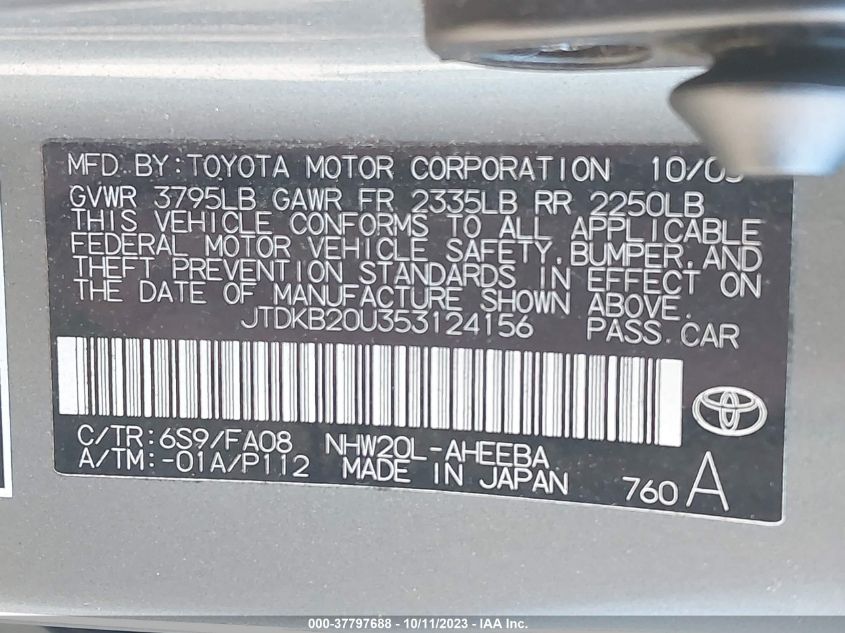 MFD BY:TOYOTA MOTOR CORPORATION
GVWR 3795LB GAWR FR 2335LB RR 2250LB
THIS VEHICLE CONFORMS TO ALL APPLICABLE
FEDERAL MOTOR VEHICLE SAFETY,BUMPER,AND
THEFT PREVENTION STANDARDS IN EFFECT ON
THE DATE OF MANUFACTURE SHOWN ABOVE.
JTDKB20U353124156 PASS.CAR
C/TR:6S9/FA08 NHW20L-AHEEBA
A/TM:-01A/P112 MADE IN JAPAN 760 A
000-37797688 - 10/11/2023 - IAA Inc.